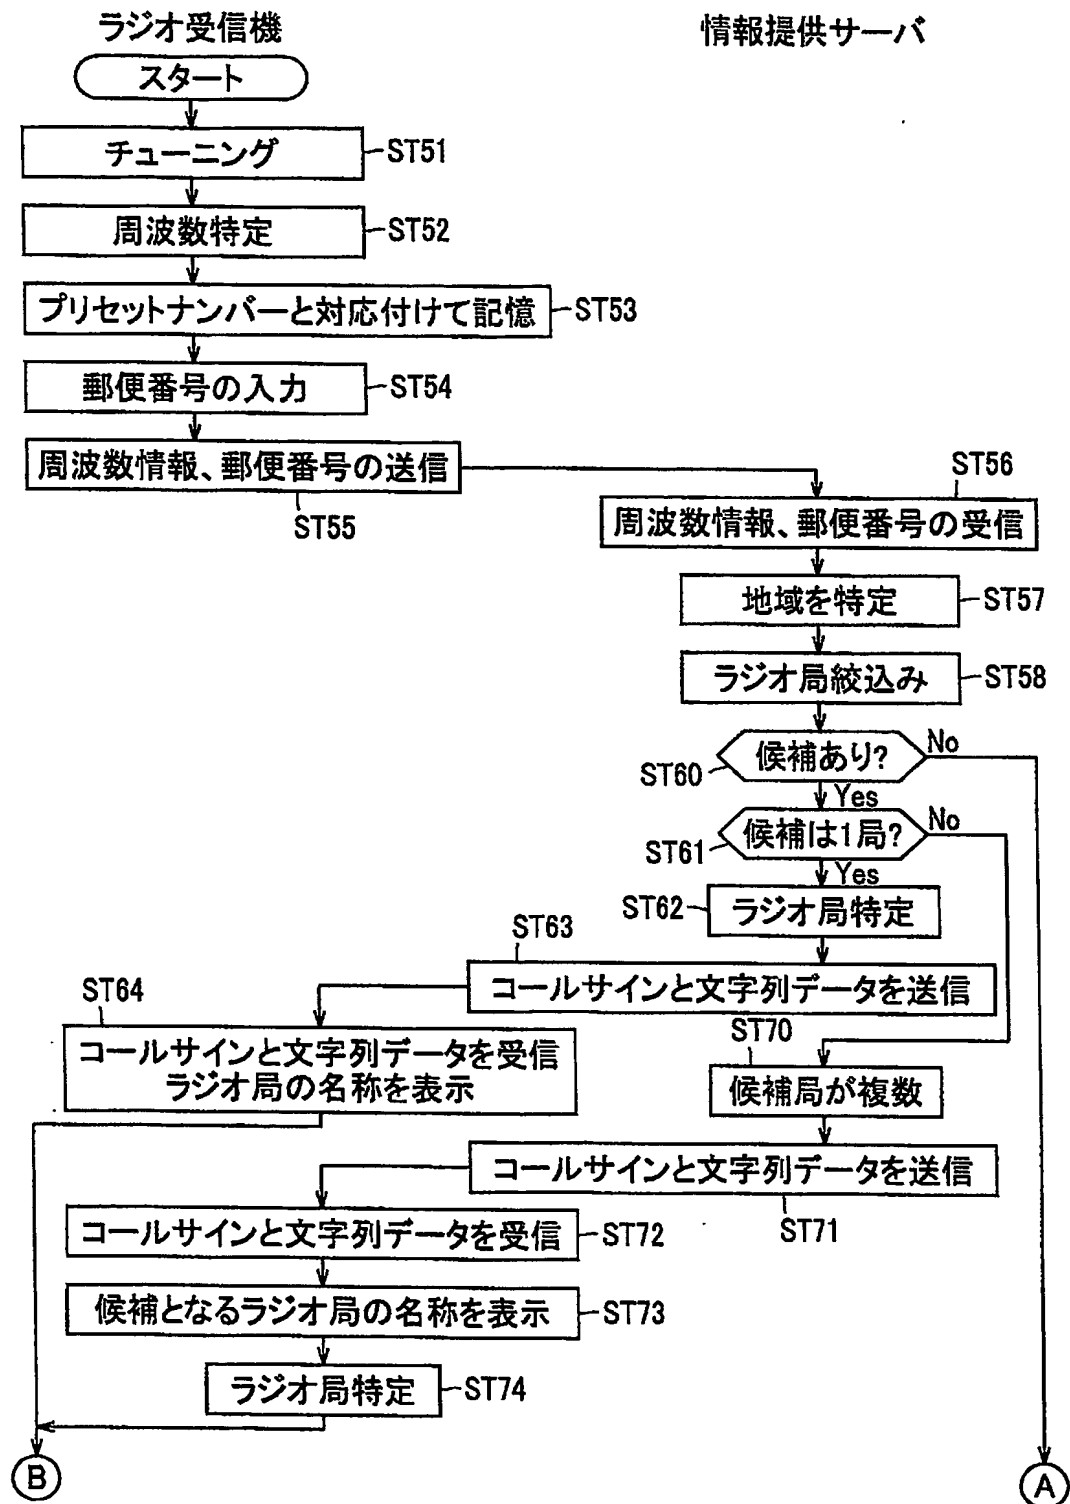 ラジオ受信機
情報提供サーバ
スタート
チューニング
ST51
周波数特定
ST52
プリセットナンバーと対応付けて記憶
ST53
郵便番号の入力
ST54
周波数情報、郵便番号の送信
ST55
ST56
周波数情報、郵便番号の受信
地域を特定
ST57
ラジオ局絞込み
ST58
候補あり?
No
ST60
Yes
候補は1局?
No
ST61
Yes
ST62
ラジオ局特定
ST63
コールサインと文字列データを送信
ST64
コールサインと文字列データを受信
ラジオ局の名称を表示
ST70
候補局が複数
コールサインと文字列データを送信
ST71
コールサインと文字列データを受信
ST72
候補となるラジオ局の名称を表示
ST73
ラジオ局特定
ST74
B
A